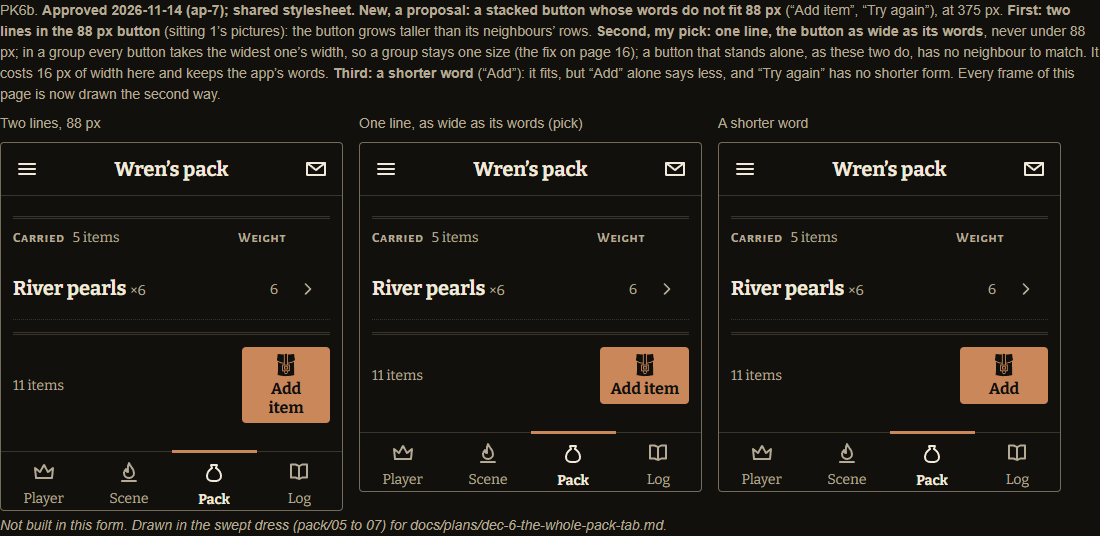 PK6b. Approved 2026-11-14 (ap-7); shared stylesheet. New, a proposal: a stacked button whose words do not fit 88 px (“Add item”, “Try again”), at 375 px. First: two
lines in the 88 px button (sitting 1’s pictures): the button grows taller than its neighbours’ rows. Second, my pick: one line, the button as wide as its words, never under 88
px; in a group every button takes the widest one’s width, so a group stays one size (the fix on page 16); a button that stands alone, as these two do, has no neighbour to match. It
costs 16 px of width here and keeps the app’s words. Third: a shorter word (“Add”): it fits, but “Add” alone says less, and “Try again” has no shorter form. Every frame of this
page is now drawn the second way.
Two lines, 88 px
Wren’s pack
Carried 5 items Weight
River pearls ×6 6
11 items
Add
item
Player Scene Pack Log
One line, as wide as its words (pick)
Wren’s pack
Carried 5 items Weight
River pearls ×6 6
11 items Add item
Player Scene Pack Log
A shorter word
Wren’s pack
Carried 5 items Weight
River pearls ×6 6
11 items Add
Player Scene Pack Log
Not built in this form. Drawn in the swept dress (pack/05 to 07) for docs/plans/dec-6-the-whole-pack-tab.md.